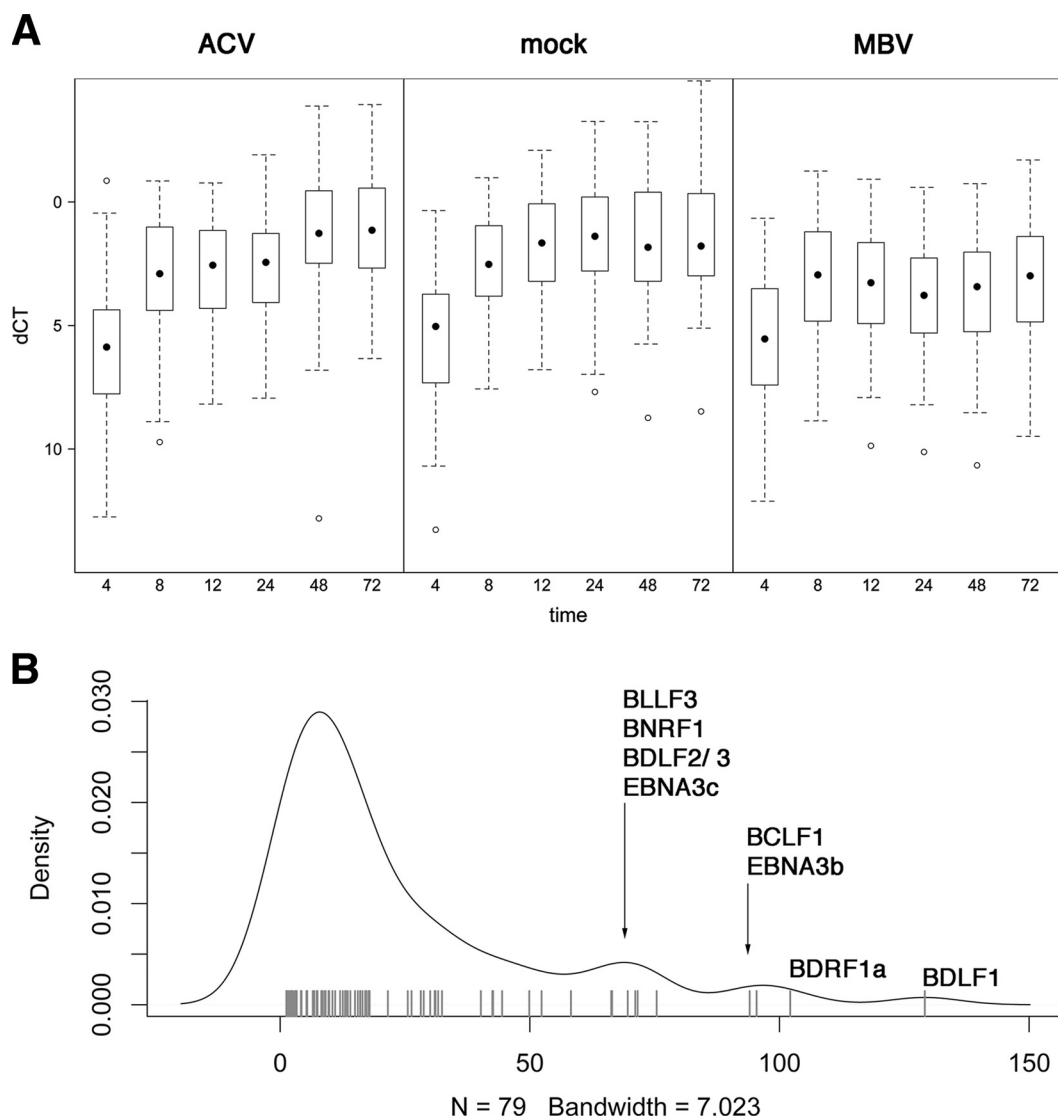 A
ACV mock MBV
0
5
10
dCT
4 8 12 24 48 72 4 8 12 24 48 72 4 8 12 24 48 72
time
B
0.030
0.020
0.010
0.000
Density
BLLF3
BNRF1
BDLF2/ 3
EBNA3c
BCLF1
EBNA3b
BDRF1a
BDLF1
0 50 100 150
N = 79 Bandwidth = 7.023